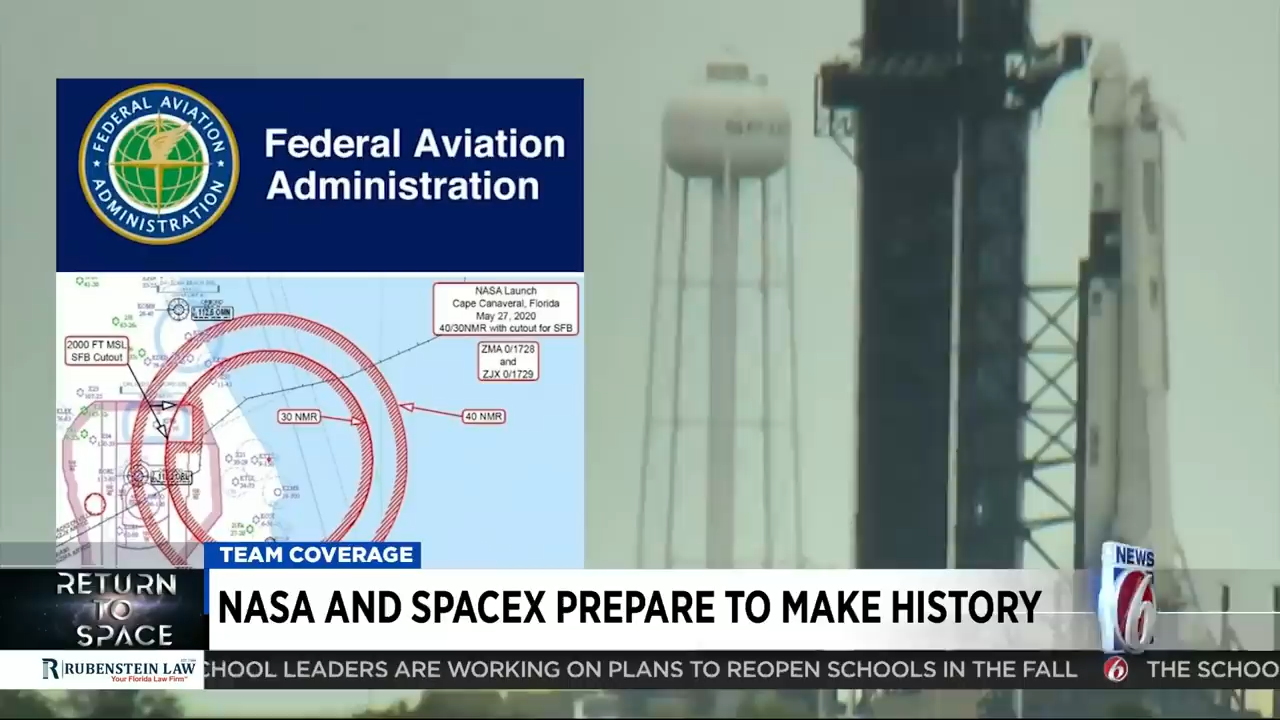 FEDERAL AVIATION
ADMINISTRATION
Federal Aviation
Administration
NASA Launch
Cape Canaveral, Florida
May 27, 2020
40/30NMR with cutout for SFB
2000 FT MSL
SFB Cutout
ZMA 0/1728
and
ZJX 0/1729
30 NMR
40 NMR
TEAM COVERAGE
NEWS
6
RETURN
TO
SPACE
NASA AND SPACEX PREPARE TO MAKE HISTORY
R RUBENSTEIN LAW
Your Florida Law Firm
CHOOL LEADERS ARE WORKING ON PLANS TO REOPEN SCHOOLS IN THE FALL 6 THE SCHOO